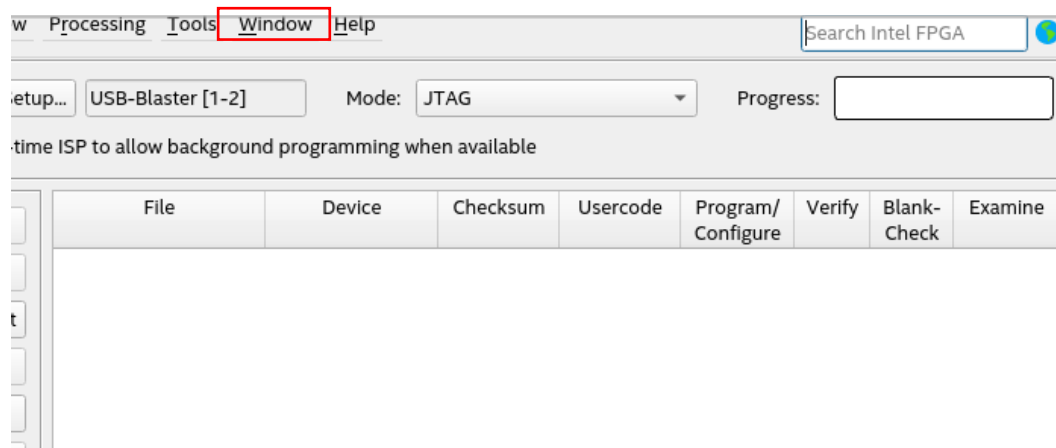 w Processing Tools Window Help
Search Intel FPGA
etup... USB-Blaster [1-2] Mode: JTAG Progress:
-time ISP to allow background programming when available
File Device Checksum Usercode Program/ Verify Blank- Examine
Configure Check
t